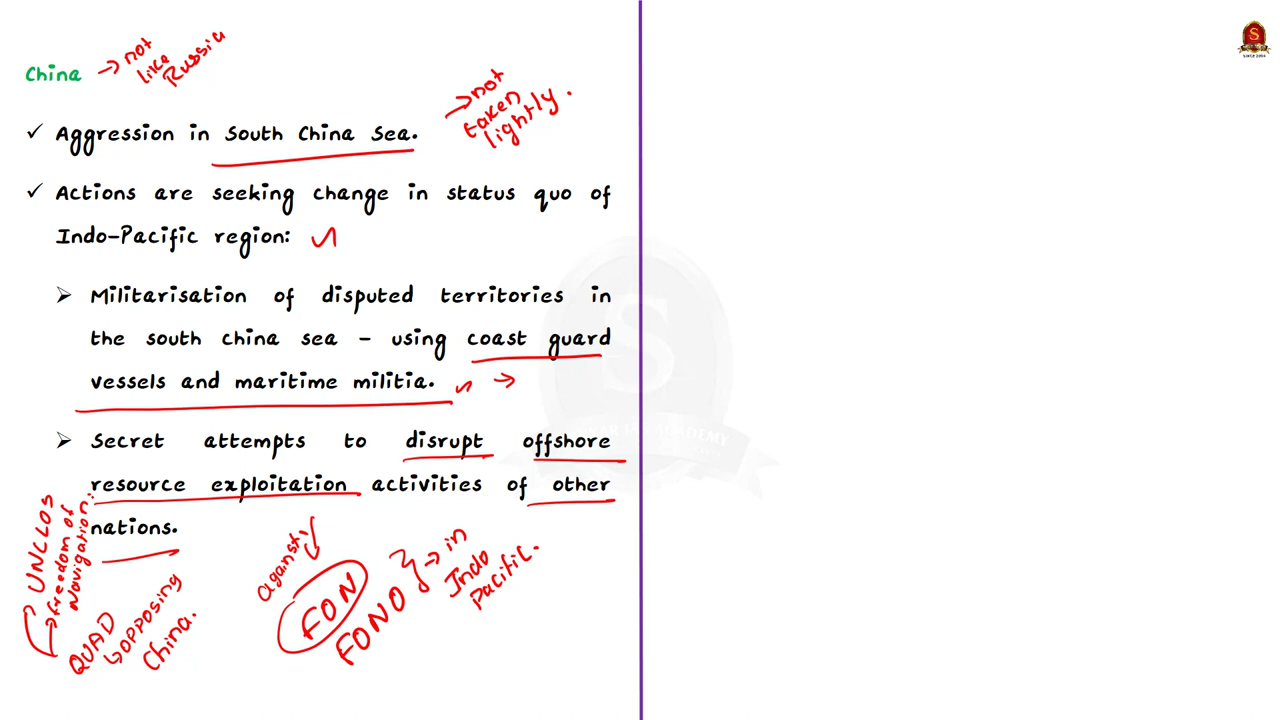 China → not
like
Russia
✓ Aggression in South China Sea.
→ not
taken
lightly.
✓ Actions are seeking change in status quo of
Indo-Pacific region:
➢ Militarisation of disputed territories in
the south china sea – using coast guard
vessels and maritime militia.
➢ Secret attempts to disrupt offshore
resource exploitation activities of other
nations.
UNCLOS
→ freedom of
Navigation:
QUAD
↳ opposing
China.
against
FON
FONO } → in
Indo
pacific.
S
SINCE 2004